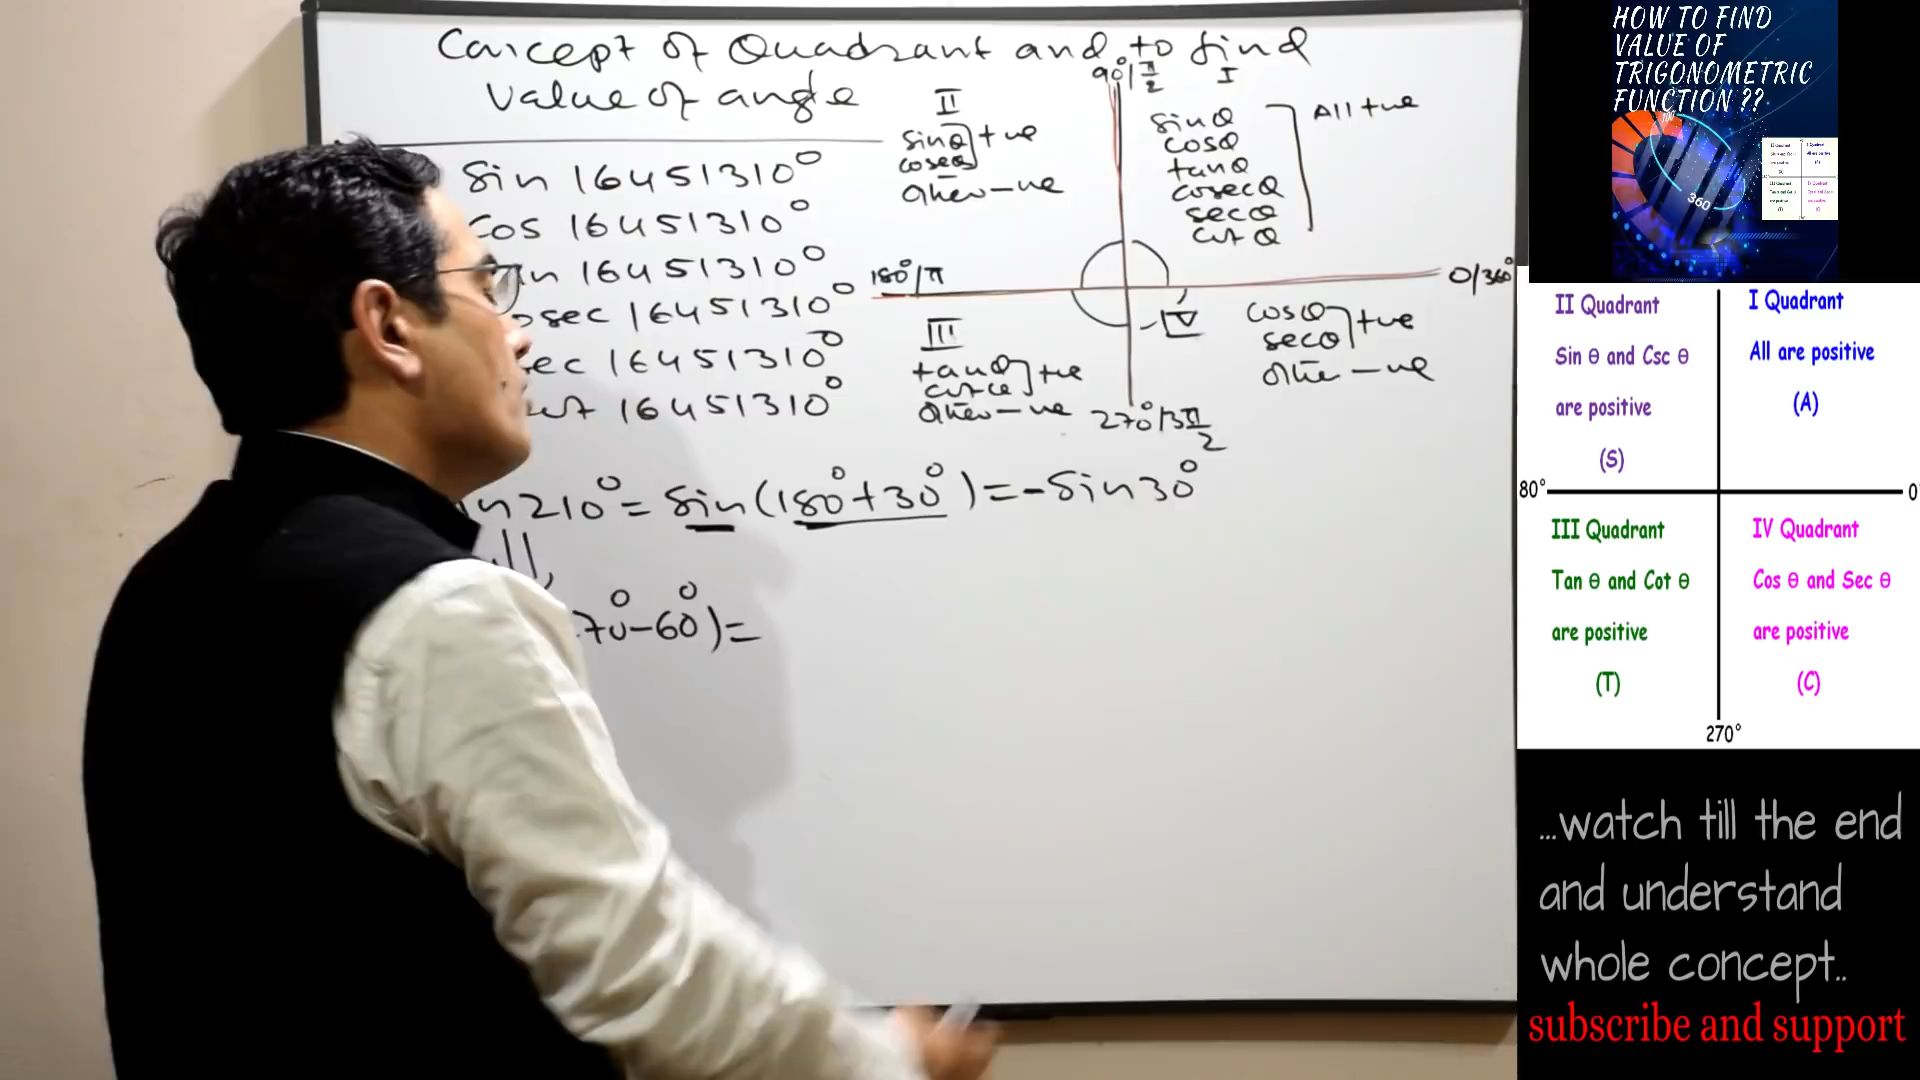 Concept of Quadrant and to find
value of angle
Sin 16451310°
Cos 16451310°
16451310°
16451310°
16451310°
16451310°
II
sinθ
cosecθ
+ve
other -ve
90°/π/2
I
sinθ
cosθ
tanθ
cosecθ
secθ
cotθ
All +ve
180°/π
0/360°
III
tanθ
cotθ
+ve
other -ve
IV
cosθ
secθ
+ve
other -ve
270°/3π/2
210° = sin(180°+30°) = -sin30°
70°-60°)=
HOW TO FIND
VALUE OF
TRIGONOMETRIC
FUNCTION ??
360
II Quadrant
Sin θ and Csc θ
are positive
(S)
I Quadrant
All are positive
(A)
80°
0
III Quadrant
Tan θ and Cot θ
are positive
(T)
IV Quadrant
Cos θ and Sec θ
are positive
(C)
270°
...watch till the end
and understand
whole concept..
subscribe and support